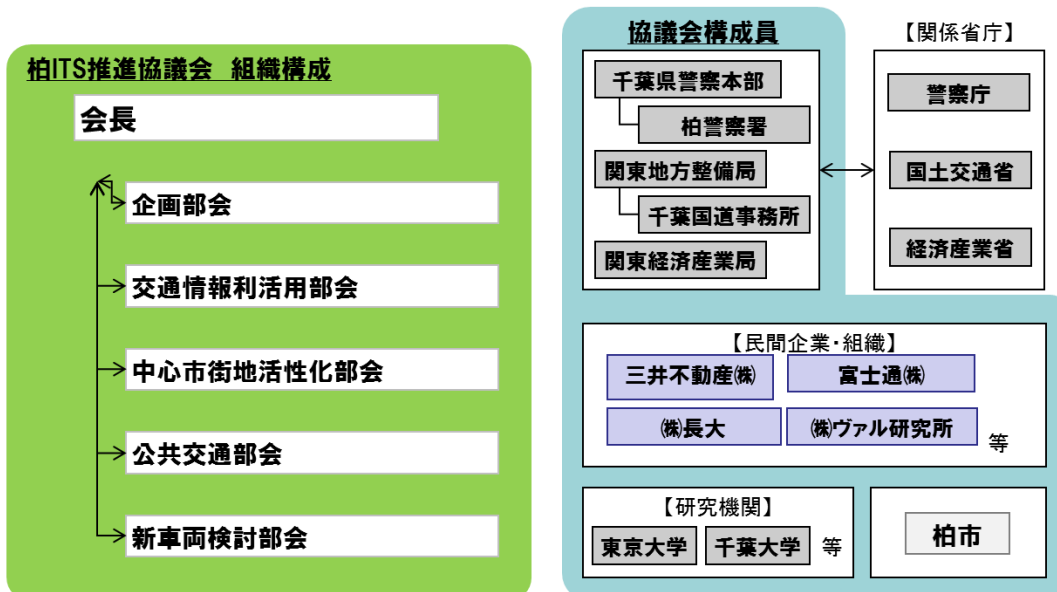 柏ITS推進協議会 組織構成
会長
企画部会
交通情報利活用部会
中心市街地活性化部会
公共交通部会
新車両検討部会
協議会構成員
千葉県警察本部
柏警察署
関東地方整備局
千葉国道事務所
関東経済産業局
【関係省庁】
警察庁
国土交通省
経済産業省
【民間企業・組織】
三井不動産㈱ 富士通㈱
㈱長大 ㈱ヴァル研究所 等
【研究機関】
東京大学 千葉大学 等
柏市